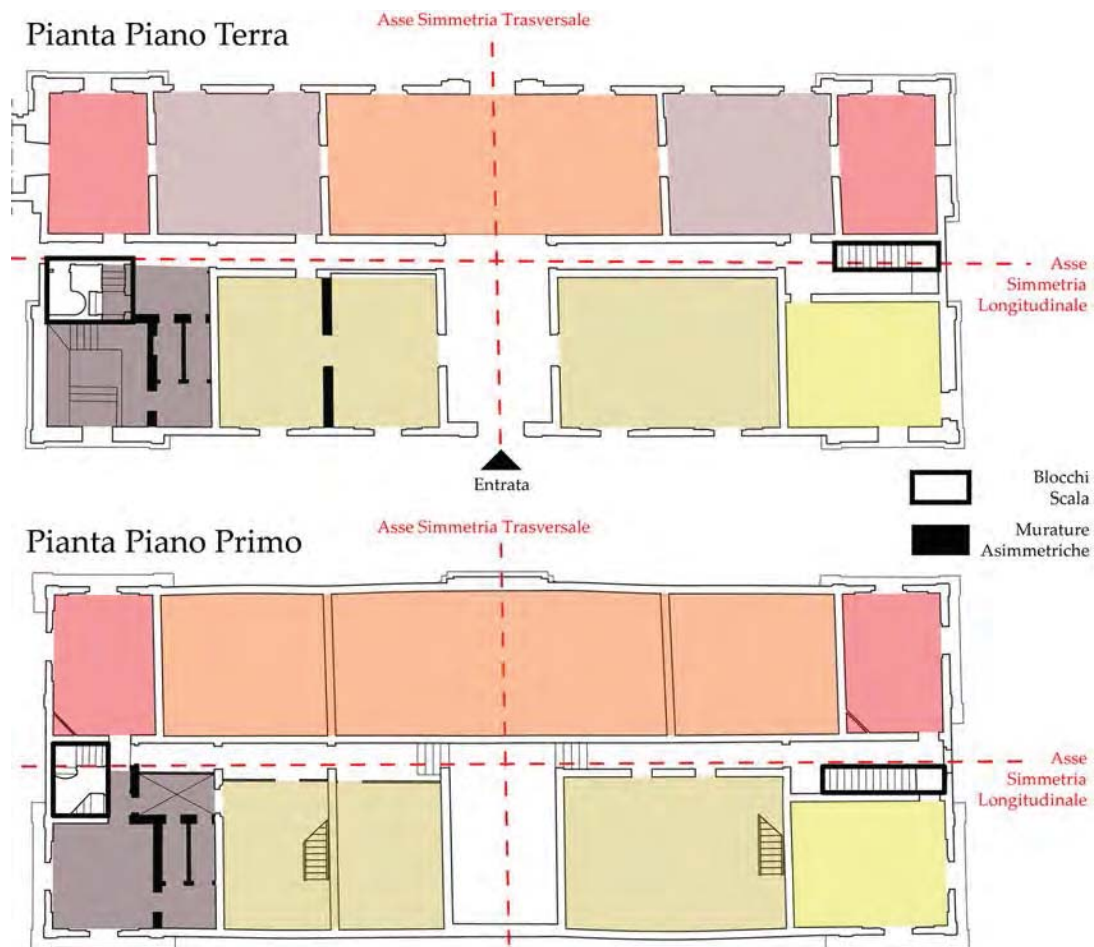 Asse Simmetria Trasversale
Pianta Piano Terra
Asse
Simmetria
Longitudinale
Entrata
Blocchi
Scala
Asse Simmetria Trasversale
Pianta Piano Primo
Murature
Asimmetriche
Asse
Simmetria
Longitudinale